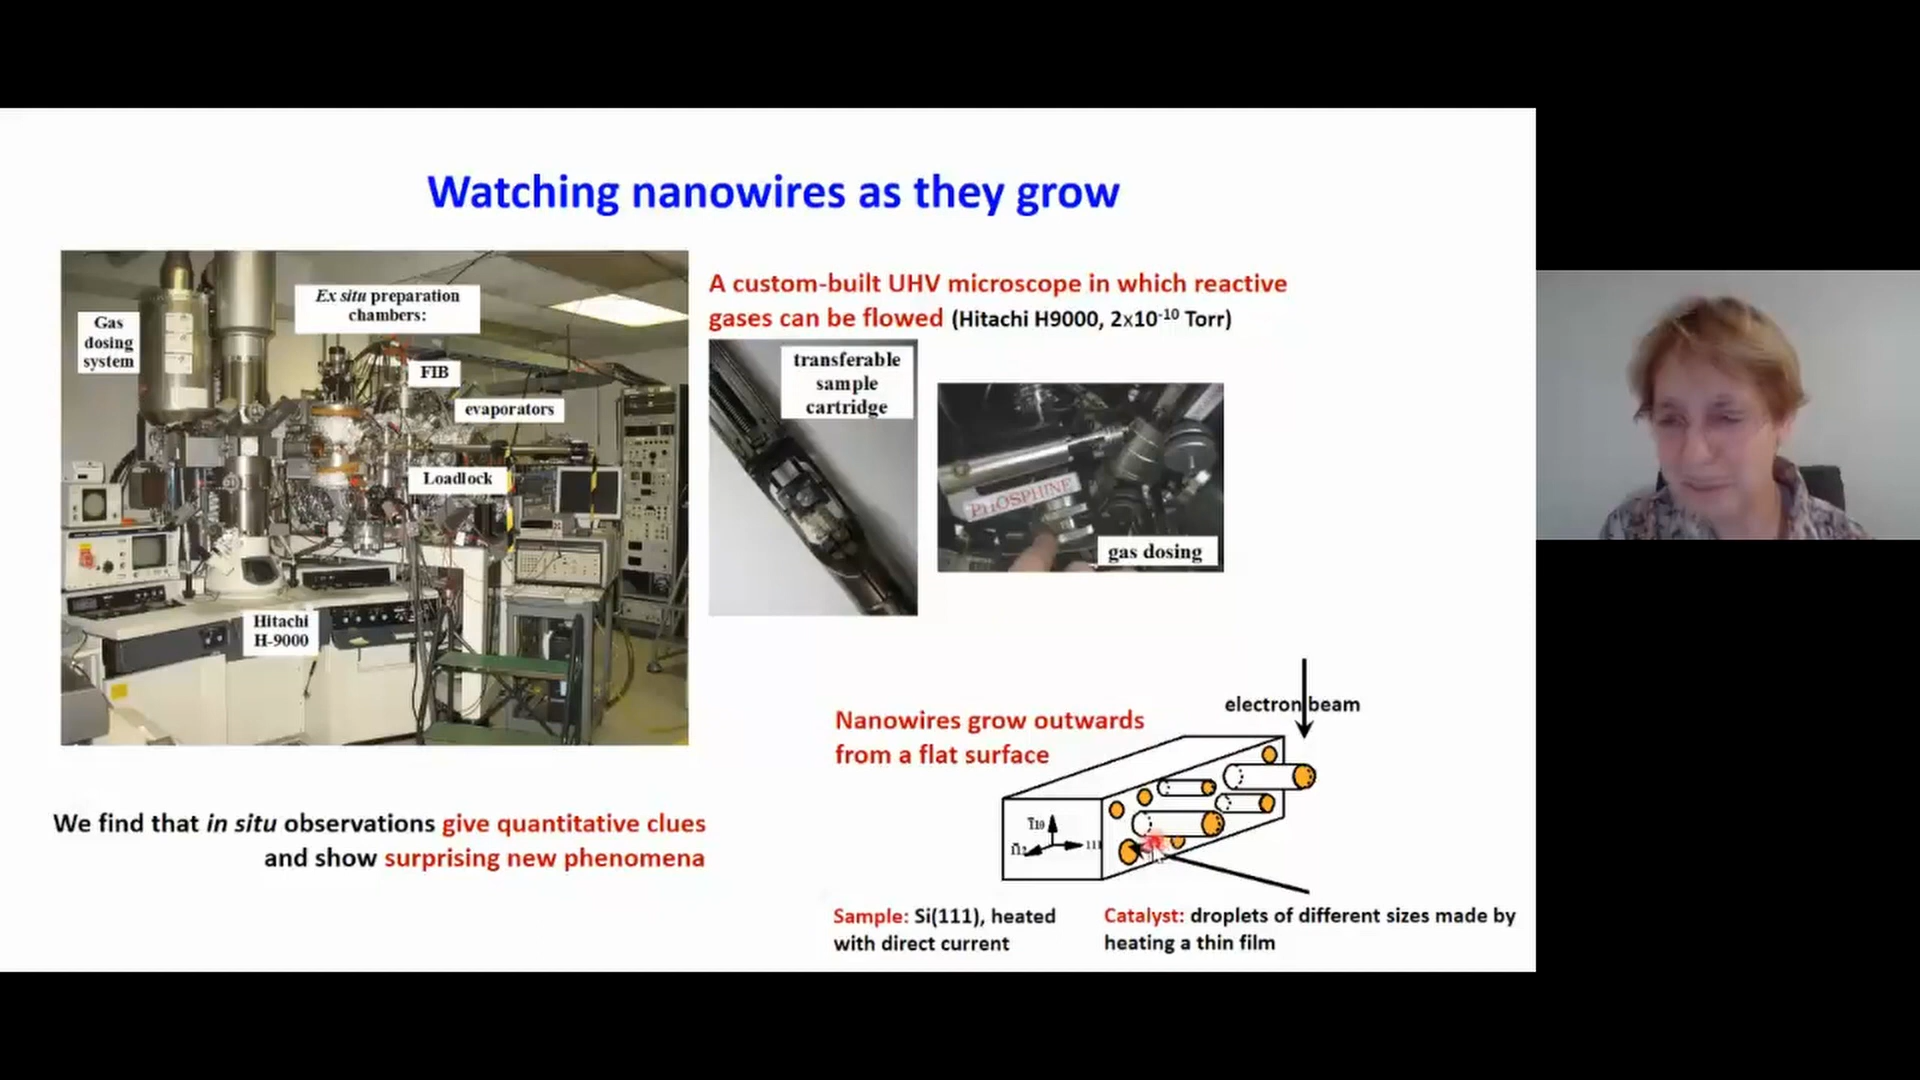 Watching nanowires as they grow
Gas
dosing
system
Ex situ preparation
chambers:
FIB
evaporators
Loadlock
Hitachi
H-9000
A custom-built UHV microscope in which reactive
gases can be flowed (Hitachi H9000, 2x10-10 Torr)
transferable
sample
cartridge
PHOSPHINE
gas dosing
We find that in situ observations give quantitative clues
and show surprising new phenomena
Nanowires grow outwards
from a flat surface
electron beam
111
Sample: Si(111), heated
with direct current
Catalyst: droplets of different sizes made by
heating a thin film